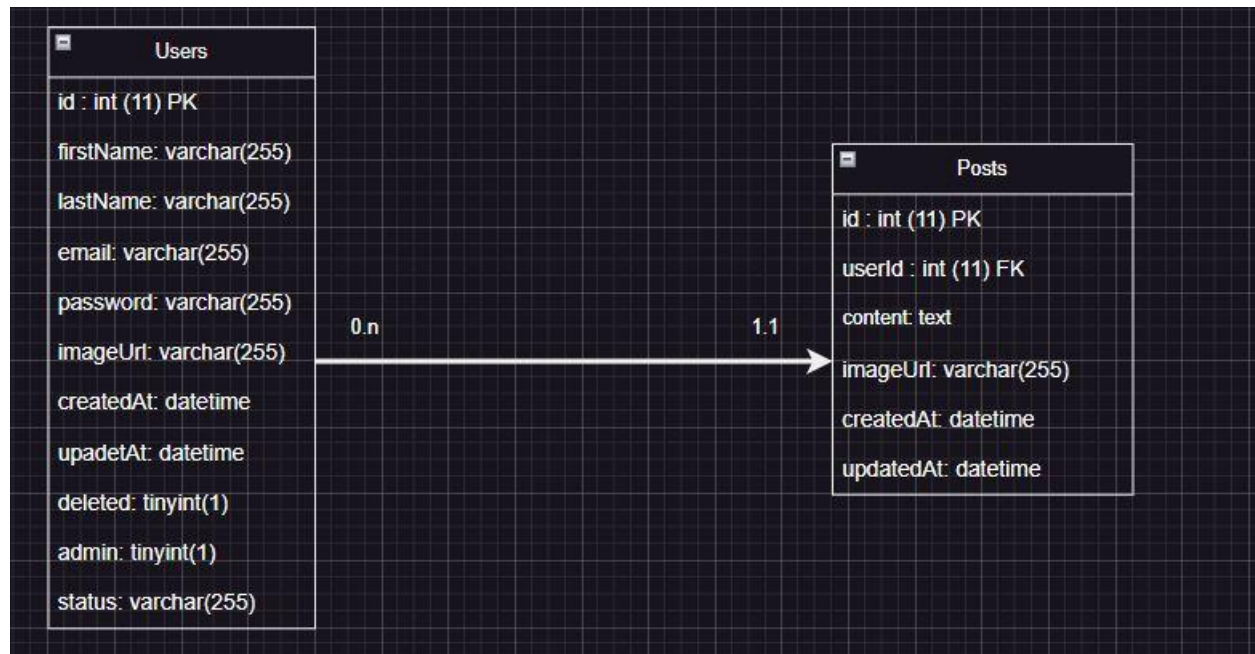 Users
id : int (11) PK
firstName: varchar(255)
lastName: varchar(255)
email: varchar(255)
password: varchar(255)
imageUrl: varchar(255)
createdAt: datetime
upadetAt: datetime
deleted: tinyint(1)
admin: tinyint(1)
status: varchar(255)
0.n
1.1
Posts
id : int (11) PK
userId : int (11) FK
content: text
imageUrl: varchar(255)
createdAt: datetime
updatedAt: datetime